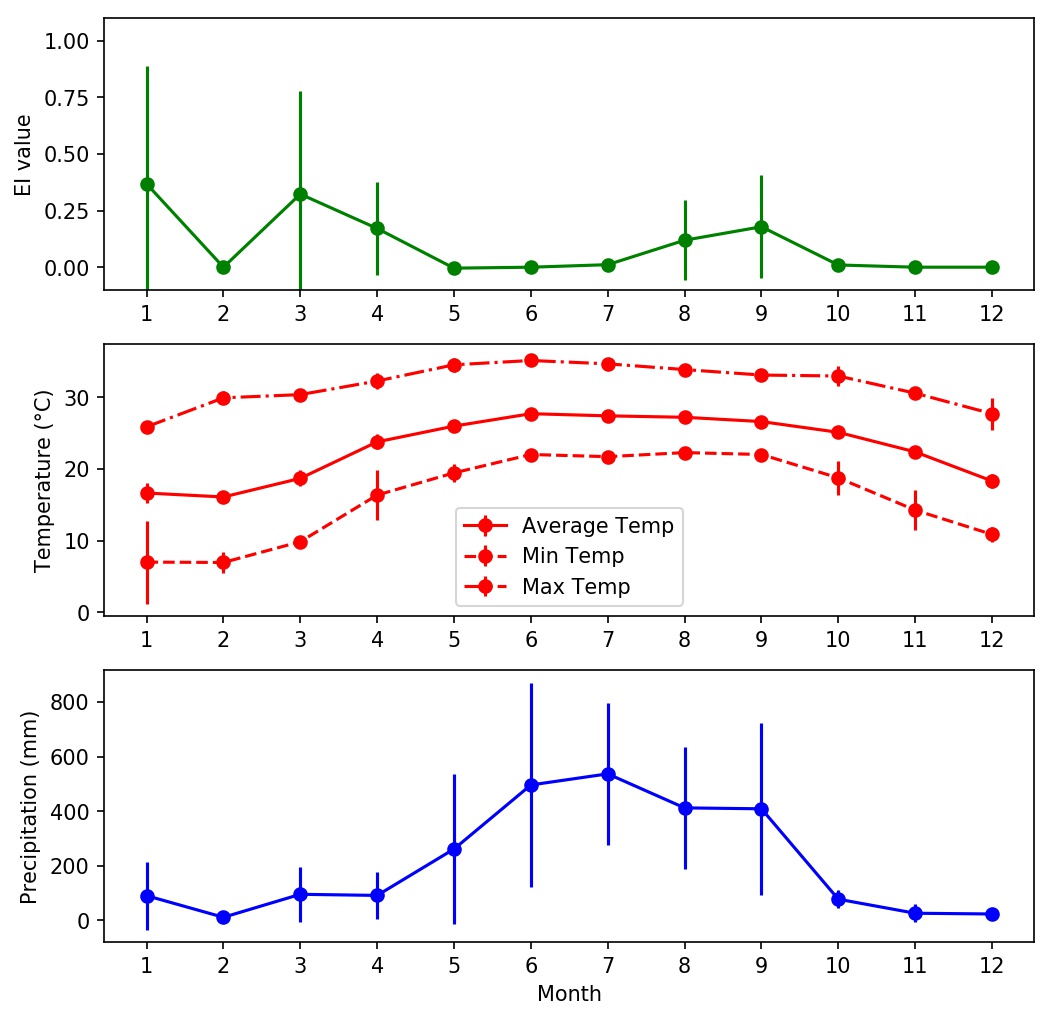 1.00
0.75
0.50
0.25
0.00
EI value
1 2 3 4 5 6 7 8 9 10 11 12
30
20
10
0
Temperature (°C)
Average Temp
Min Temp
Max Temp
1 2 3 4 5 6 7 8 9 10 11 12
800
600
400
200
0
Precipitation (mm)
1 2 3 4 5 6 7 8 9 10 11 12
Month